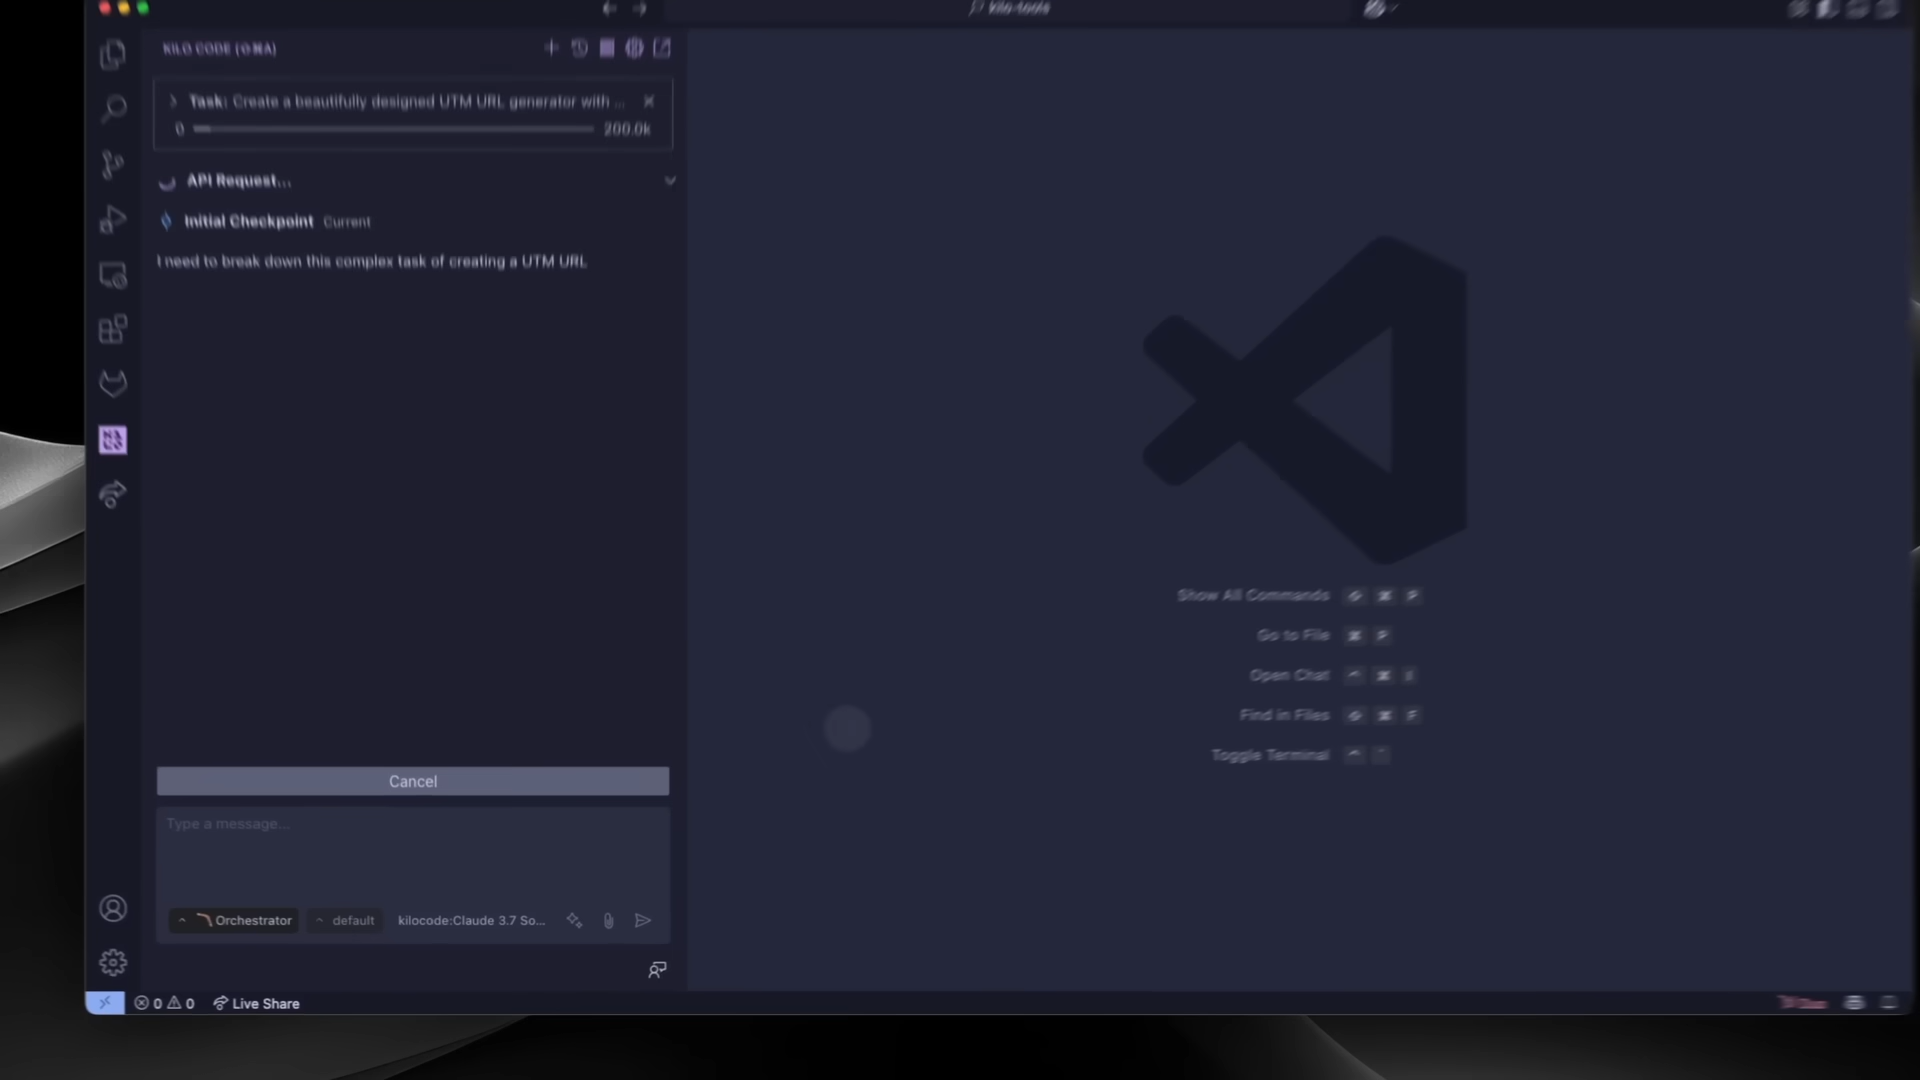 kilo-tools
KILO CODE
Task: Create a beautifully designed UTM URL generator with ...
0 200.0k
API Request...
Initial Checkpoint Current
I need to break down this complex task of creating a UTM URL
Show All Commands ⌘ P
Go to File ⌘ P
Open Chat ⌘
Find in Files ⌘ F
Toggle Terminal
Cancel
Type a message...
Orchestrator default kilocode:Claude 3.7 So...
0 0 Live Share